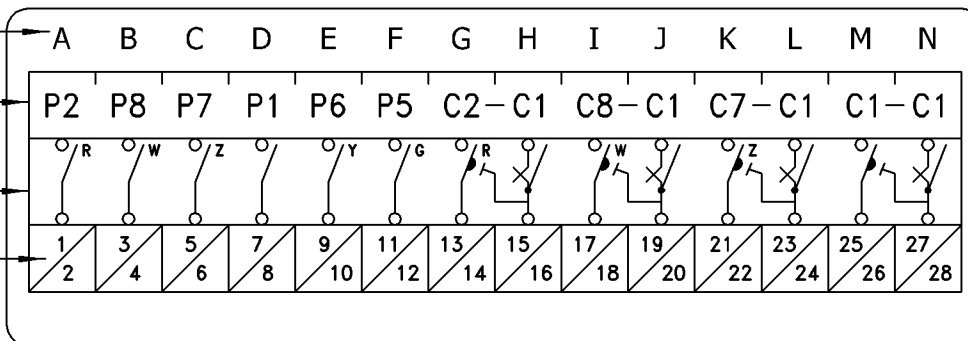 A B C D E F G H I J K L M N
P2 P8 P7 P1 P6 P5 C2-C1 C8-C1 C7-C1 C1-C1
R W Z Y G R W Z
1 3 5 7 9 11 13 15 17 19 21 23 25 27
2 4 6 8 10 12 14 16 18 20 22 24 26 28